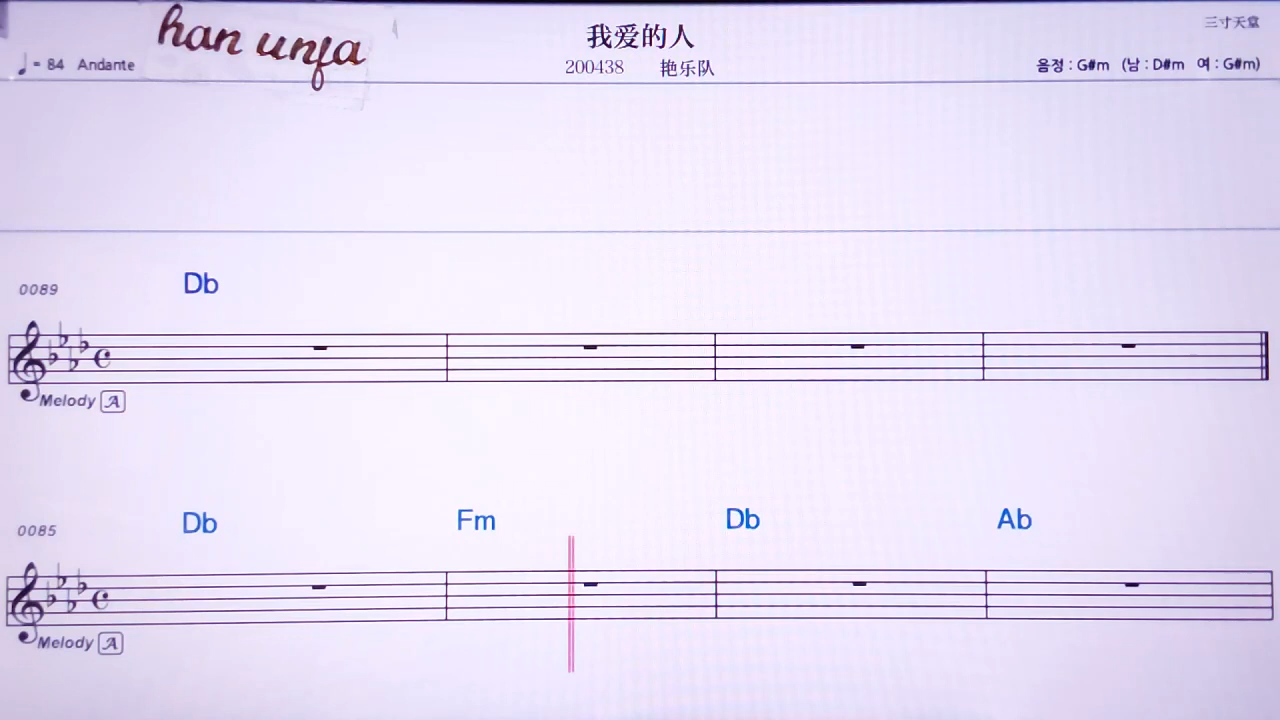 han unfa
我爱的人
三寸天堂
♩ = 84 Andante
200438 艳乐队
음정 : G#m (남 : D#m 여 : G#m)
0089
Db
Melody A
0085
Db Fm Db Ab
Melody A